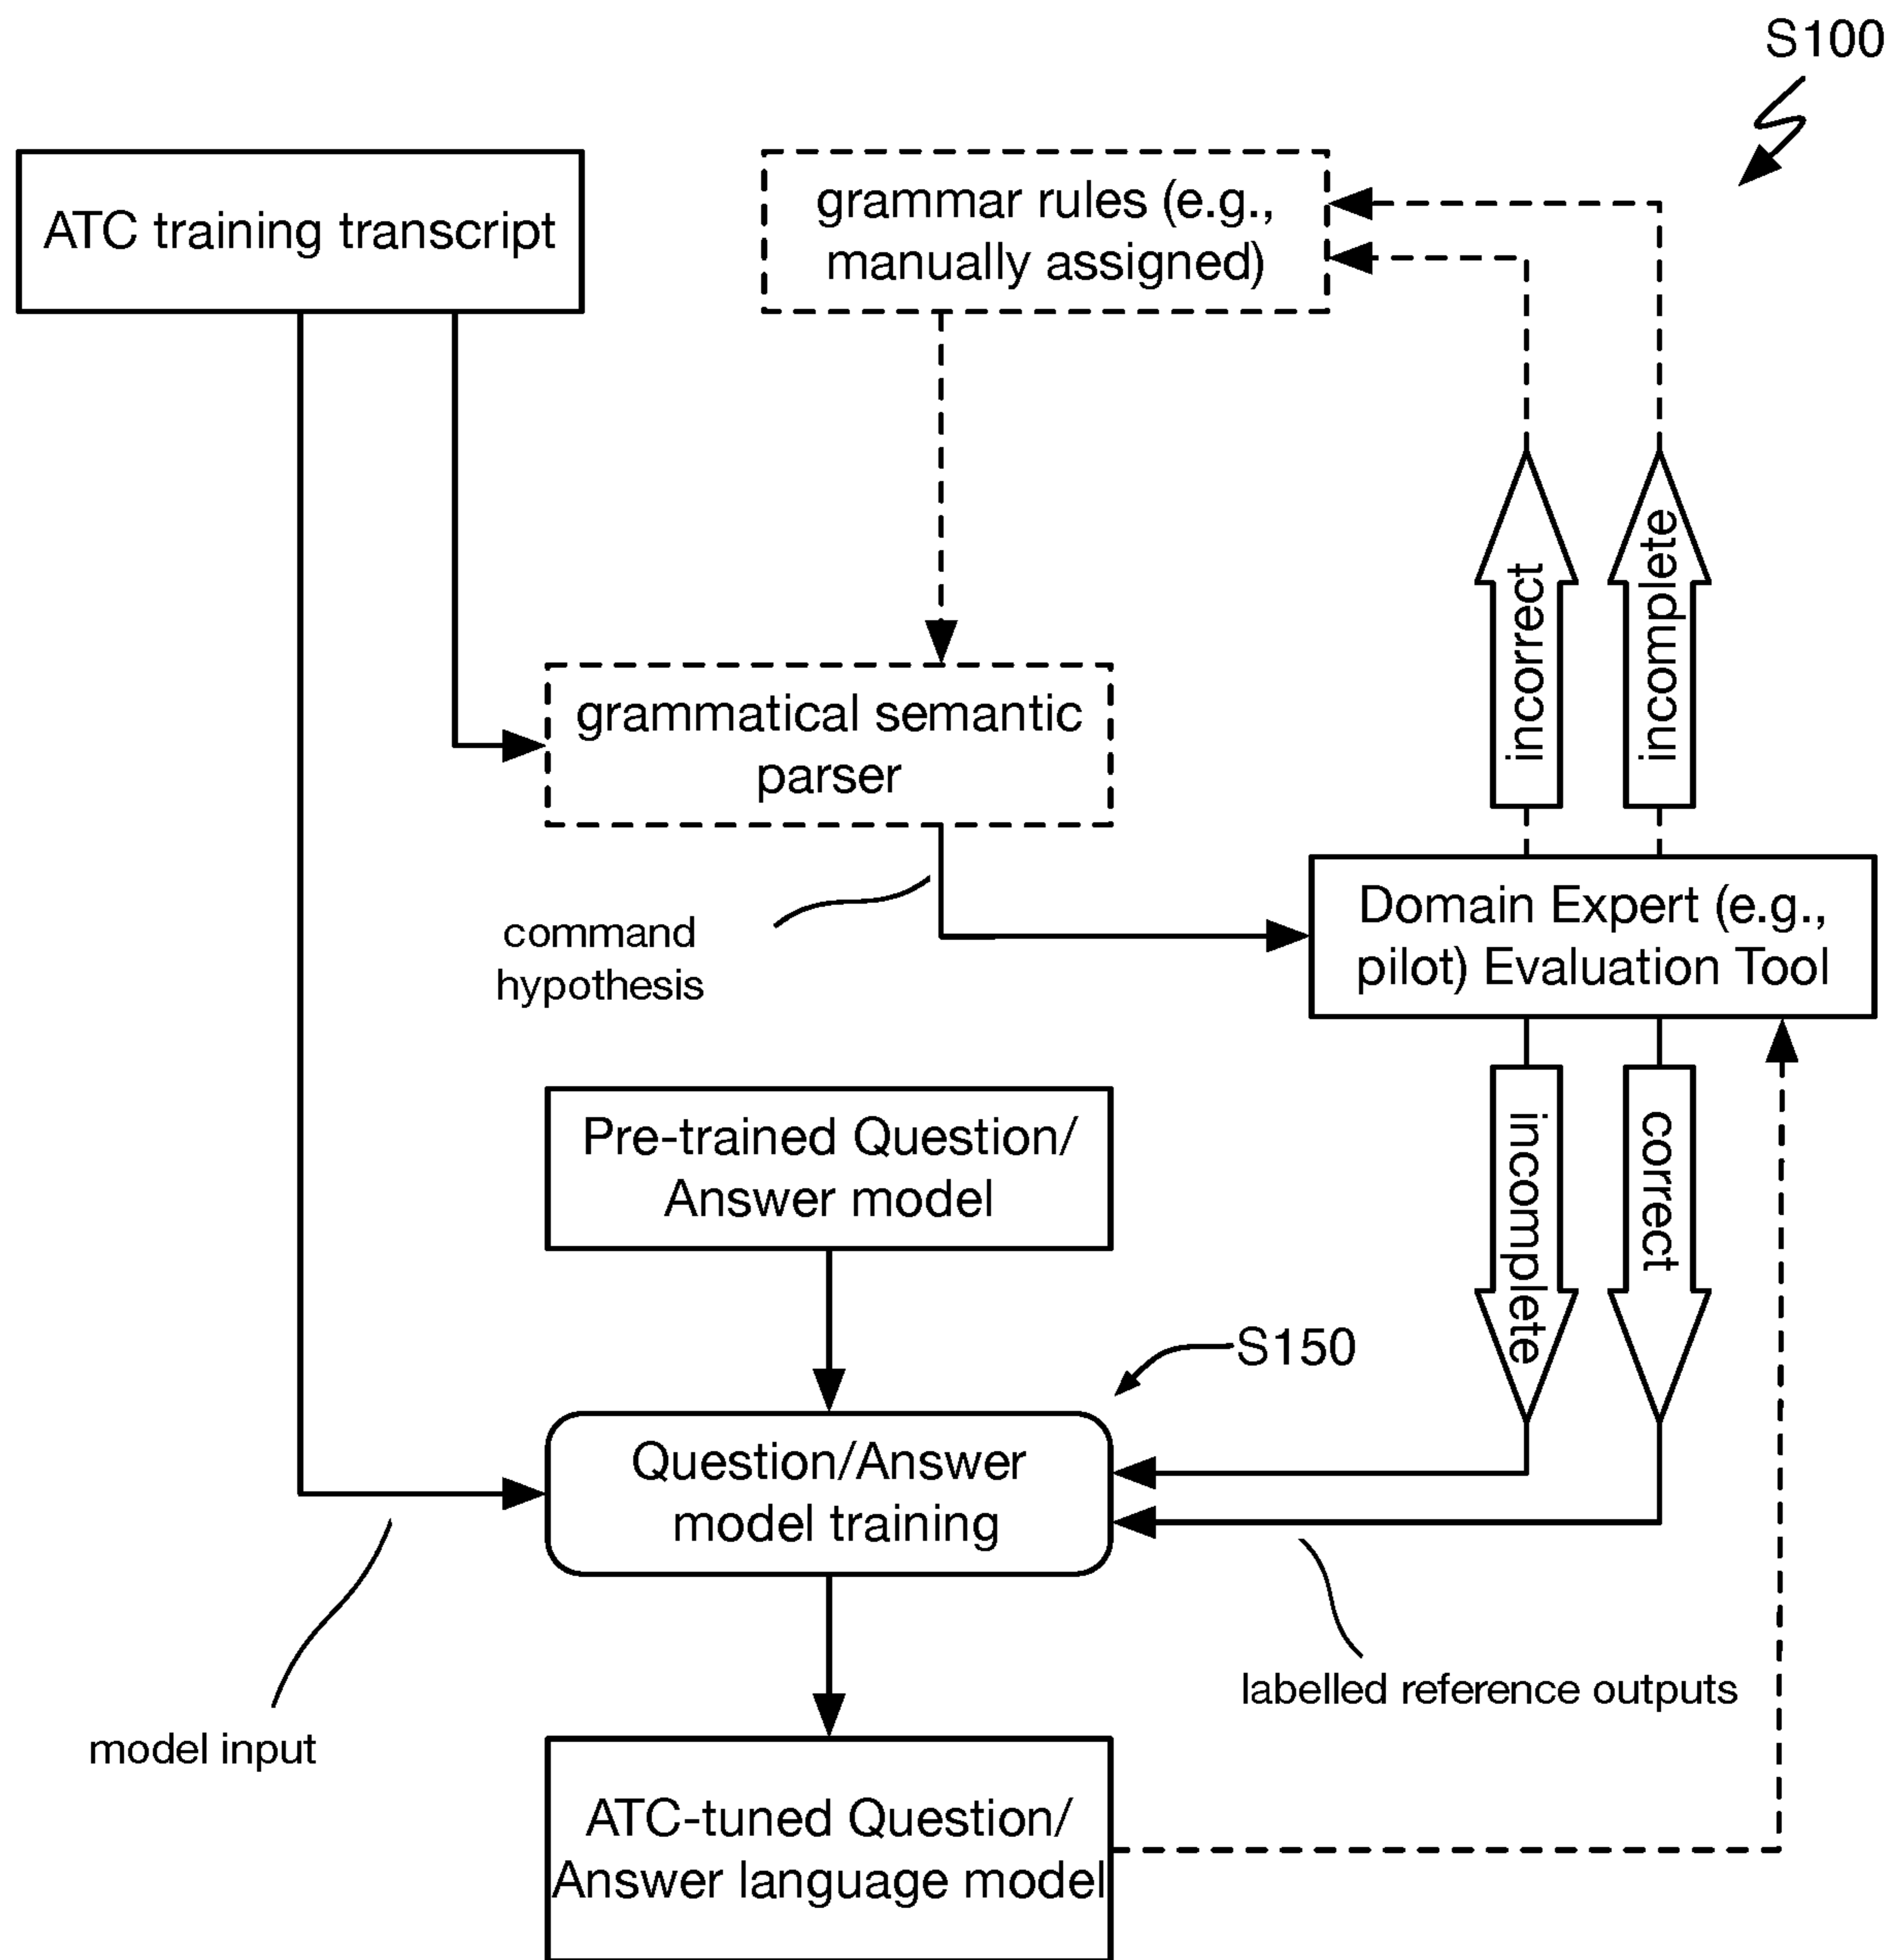 S100
ATC training transcript
grammar rules (e.g.,
manually assigned)
incorrect
incomplete
grammatical semantic
parser
command
hypothesis
Domain Expert (e.g.,
pilot) Evaluation Tool
Pre-trained Question/
Answer model
incomplete
correct
S150
Question/Answer
model training
labelled reference outputs
model input
ATC-tuned Question/
Answer language model